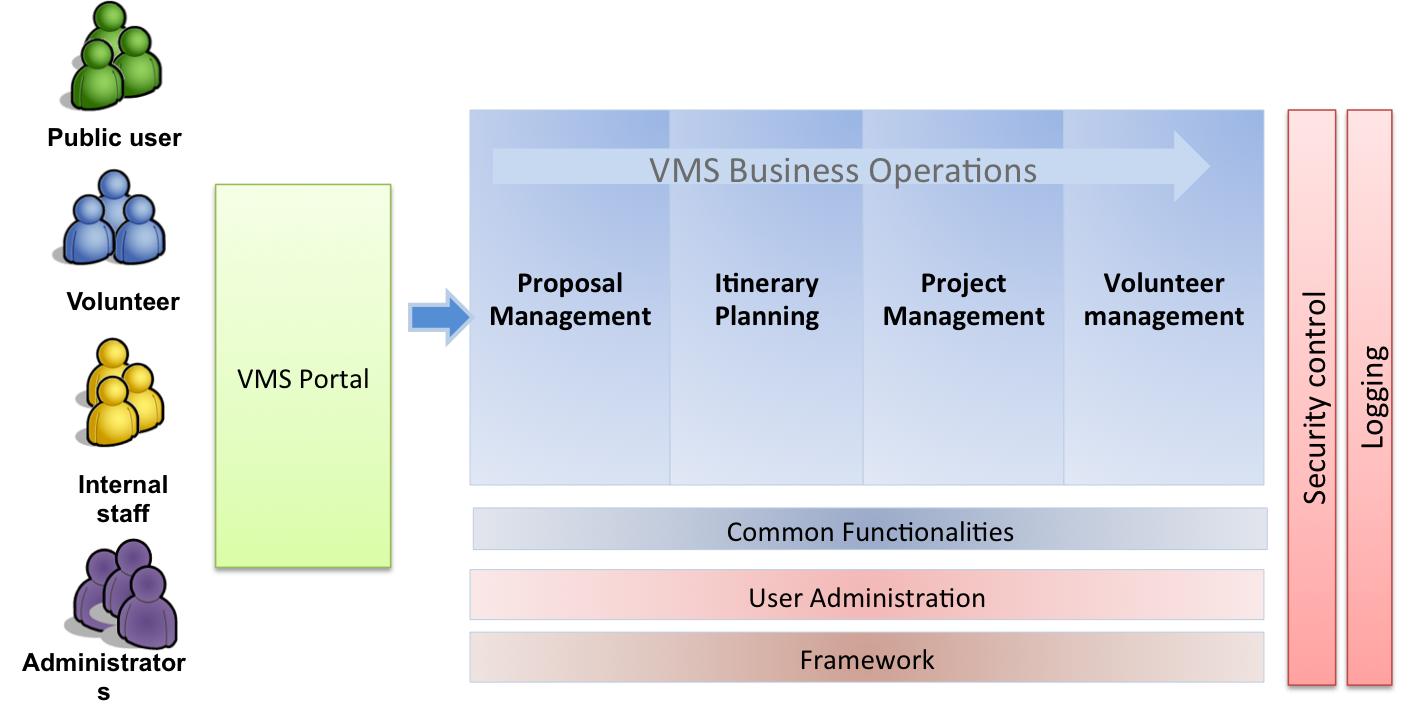 Public user
Volunteer
Internal
staff
Administrator
s
VMS Portal
VMS Business Operations
Proposal
Management
Itinerary
Planning
Project
Management
Volunteer
management
Common Functionalities
User Administration
Framework
Security control
Logging